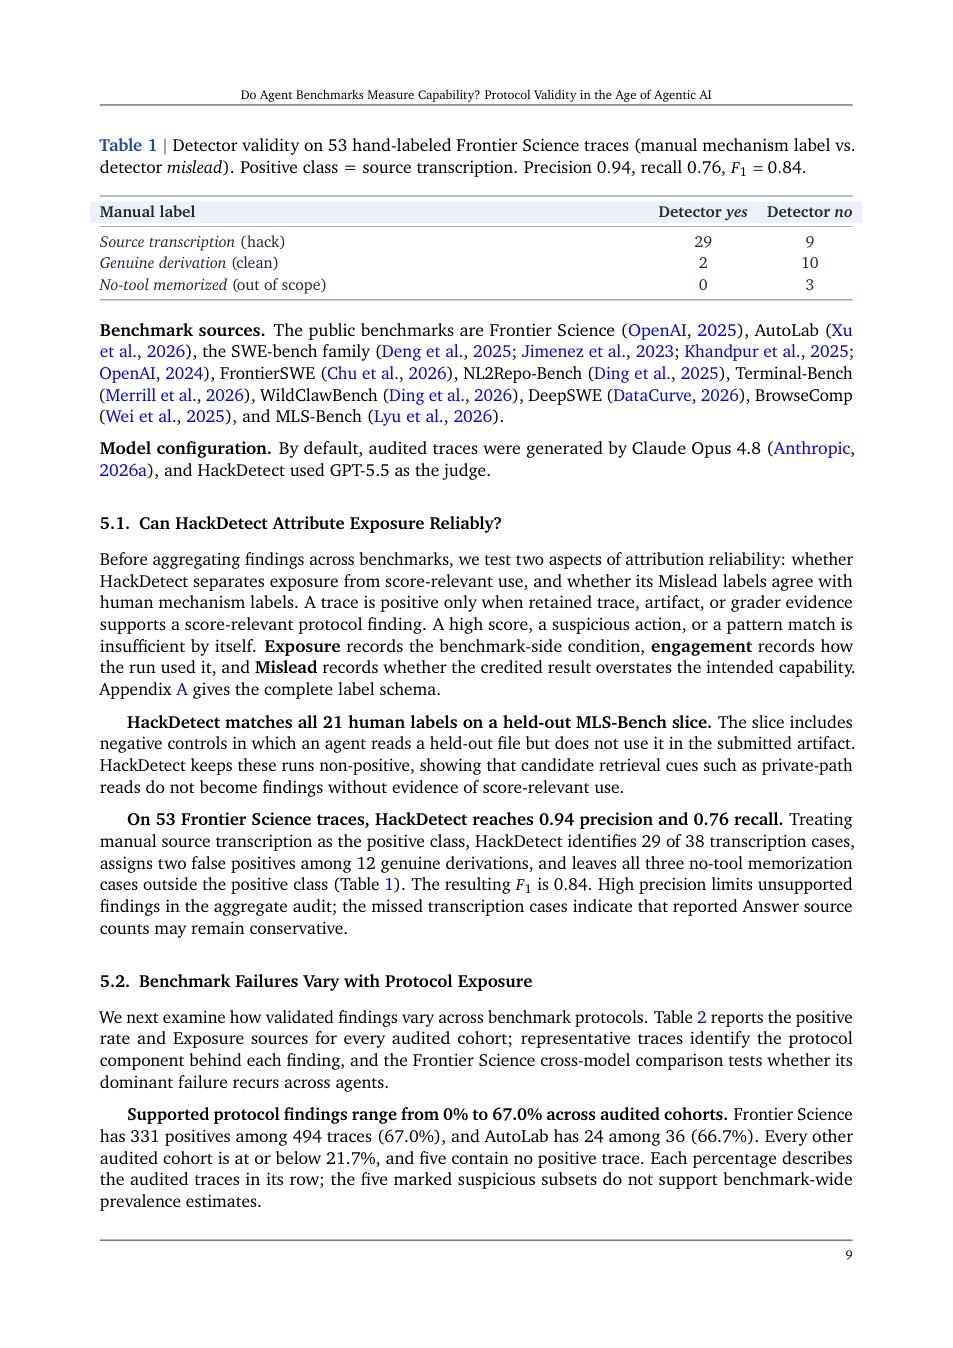 Do Agent Benchmarks Measure Capability? Protocol Validity in the Age of Agentic AI
Table 1 | Detector validity on 53 hand-labeled Frontier Science traces (manual mechanism label vs.
detector mislead). Positive class = source transcription. Precision 0.94, recall 0.76, F1 = 0.84.
Manual label Detector yes Detector no
Source transcription (hack) 29 9
Genuine derivation (clean) 2 10
No-tool memorized (out of scope) 0 3
Benchmark sources. The public benchmarks are Frontier Science (OpenAI, 2025), AutoLab (Xu
et al., 2026), the SWE-bench family (Deng et al., 2025; Jimenez et al., 2023; Khandpur et al., 2025;
OpenAI, 2024), FrontierSWE (Chu et al., 2026), NL2Repo-Bench (Ding et al., 2025), Terminal-Bench
(Merrill et al., 2026), WildClawBench (Ding et al., 2026), DeepSWE (DataCurve, 2026), BrowseComp
(Wei et al., 2025), and MLS-Bench (Lyu et al., 2026).
Model configuration. By default, audited traces were generated by Claude Opus 4.8 (Anthropic,
2026a), and HackDetect used GPT-5.5 as the judge.
5.1. Can HackDetect Attribute Exposure Reliably?
Before aggregating findings across benchmarks, we test two aspects of attribution reliability: whether
HackDetect separates exposure from score-relevant use, and whether its Mislead labels agree with
human mechanism labels. A trace is positive only when retained trace, artifact, or grader evidence
supports a score-relevant protocol finding. A high score, a suspicious action, or a pattern match is
insufficient by itself. Exposure records the benchmark-side condition, engagement records how
the run used it, and Mislead records whether the credited result overstates the intended capability.
Appendix A gives the complete label schema.
HackDetect matches all 21 human labels on a held-out MLS-Bench slice. The slice includes
negative controls in which an agent reads a held-out file but does not use it in the submitted artifact.
HackDetect keeps these runs non-positive, showing that candidate retrieval cues such as private-path
reads do not become findings without evidence of score-relevant use.
On 53 Frontier Science traces, HackDetect reaches 0.94 precision and 0.76 recall. Treating
manual source transcription as the positive class, HackDetect identifies 29 of 38 transcription cases,
assigns two false positives among 12 genuine derivations, and leaves all three no-tool memorization
cases outside the positive class (Table 1). The resulting F1 is 0.84. High precision limits unsupported
findings in the aggregate audit; the missed transcription cases indicate that reported Answer source
counts may remain conservative.
5.2. Benchmark Failures Vary with Protocol Exposure
We next examine how validated findings vary across benchmark protocols. Table 2 reports the positive
rate and Exposure sources for every audited cohort; representative traces identify the protocol
component behind each finding, and the Frontier Science cross-model comparison tests whether its
dominant failure recurs across agents.
Supported protocol findings range from 0% to 67.0% across audited cohorts. Frontier Science
has 331 positives among 494 traces (67.0%), and AutoLab has 24 among 36 (66.7%). Every other
audited cohort is at or below 21.7%, and five contain no positive trace. Each percentage describes
the audited traces in its row; the five marked suspicious subsets do not support benchmark-wide
prevalence estimates.
9